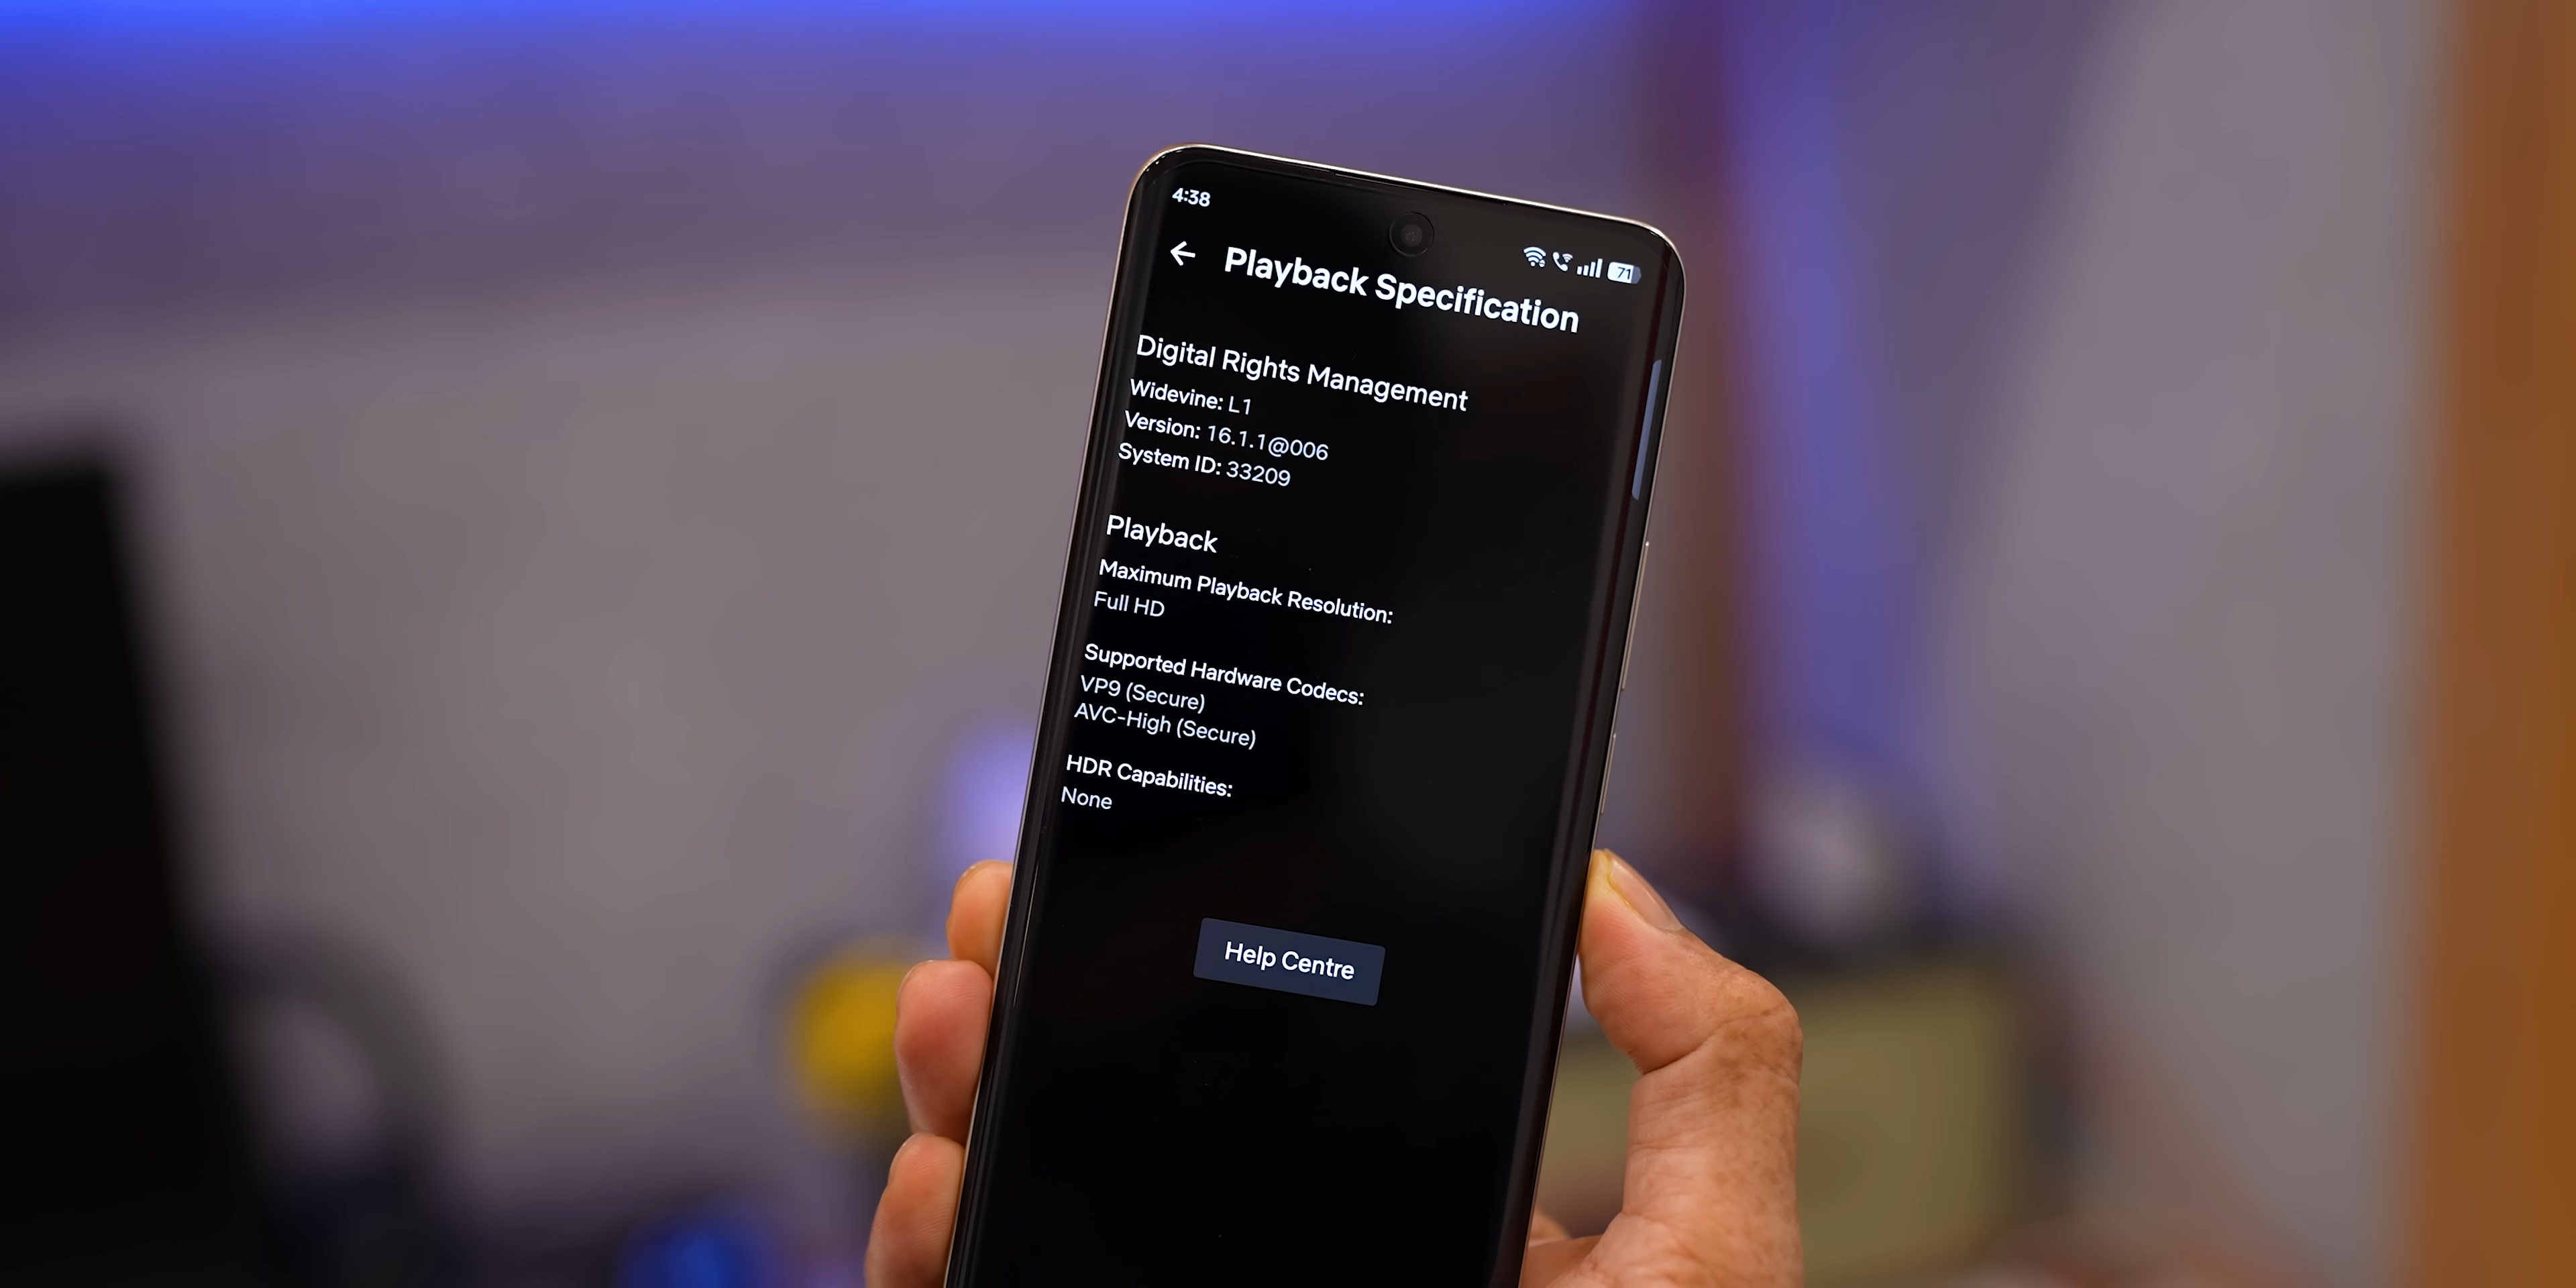 4:38
71
Playback Specification
Digital Rights Management
Widevine: L1
Version: 16.1.1@006
System ID: 33209
Playback
Maximum Playback Resolution:
Full HD
Supported Hardware Codecs:
VP9 (Secure)
AVC-High (Secure)
HDR Capabilities:
None
Help Centre